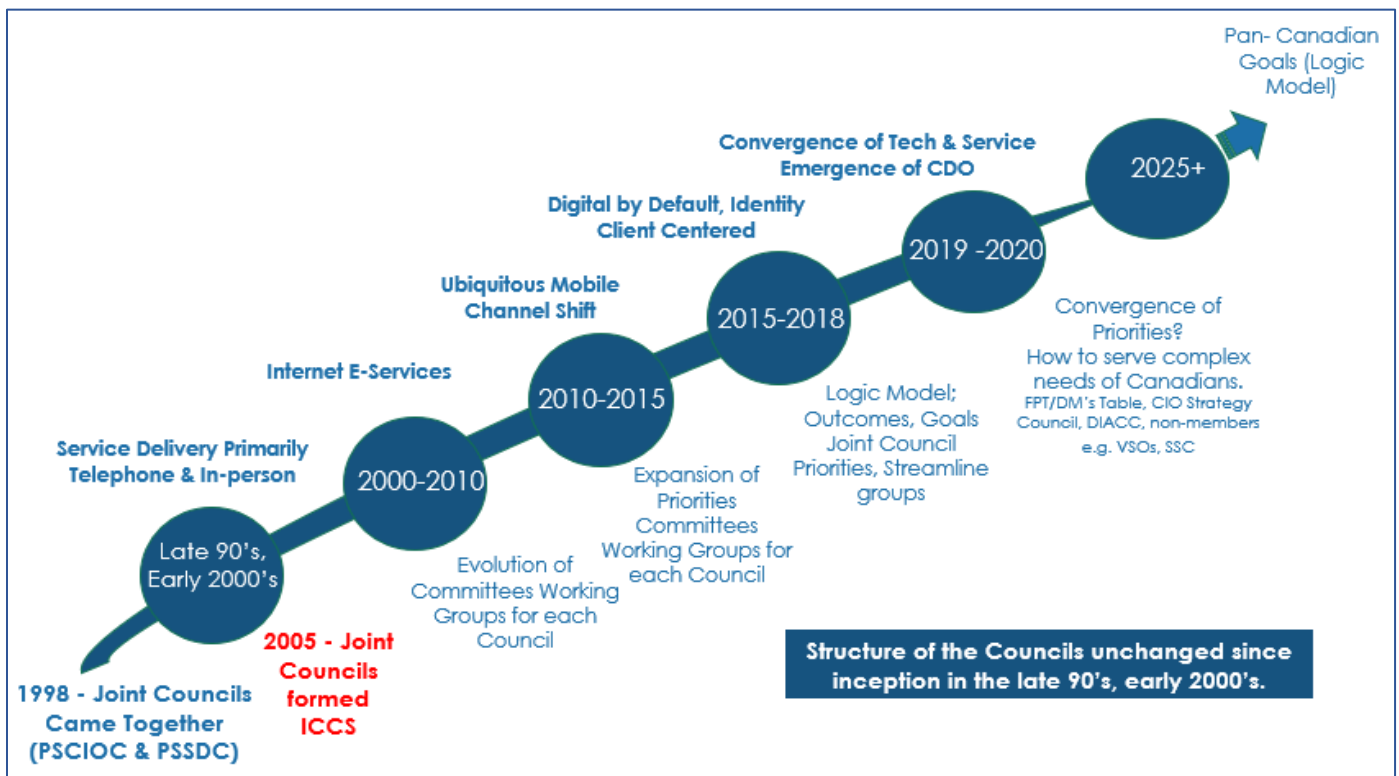 Pan- Canadian
Goals (Logic
Model)
Convergence of Tech & Service
Emergence of CDO
2025+
Digital by Default, Identity
Client Centered
2019 -2020
Ubiquitous Mobile
Channel Shift
2015-2018
Convergence of
Priorities?
How to serve complex
needs of Canadians.
FPT/DM's Table, CIO Strategy
Council, DIACC, non-members
e.g. VSOs, SSC
Internet E-Services
2010-2015
Logic Model;
Outcomes, Goals
Joint Council
Priorities, Streamline
groups
Service Delivery Primarily
Telephone & In-person
2000-2010
Expansion of
Priorities
Committees
Working Groups for
each Council
Late 90's,
Early 2000's
Evolution of
Committees Working
Groups for each
Council
2005 - Joint
Councils
formed
ICCS
1998 - Joint Councils
Came Together
(PSCIOC & PSSDC)
Structure of the Councils unchanged since
inception in the late 90's, early 2000's.